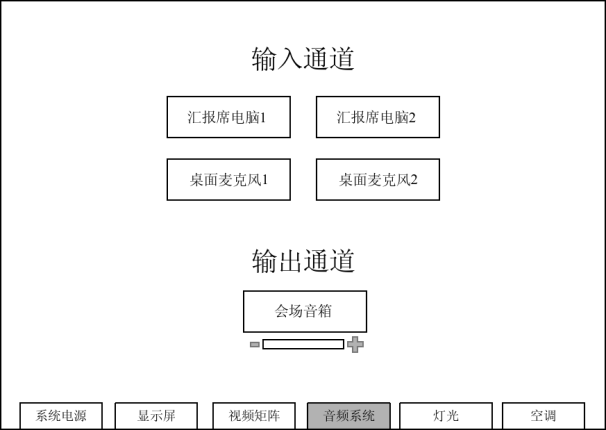 输入通道
汇报席电脑1 汇报席电脑2
桌面麦克风1 桌面麦克风2
输出通道
会场音箱
系统电源 显示屏 视频矩阵 音频系统 灯光 空调